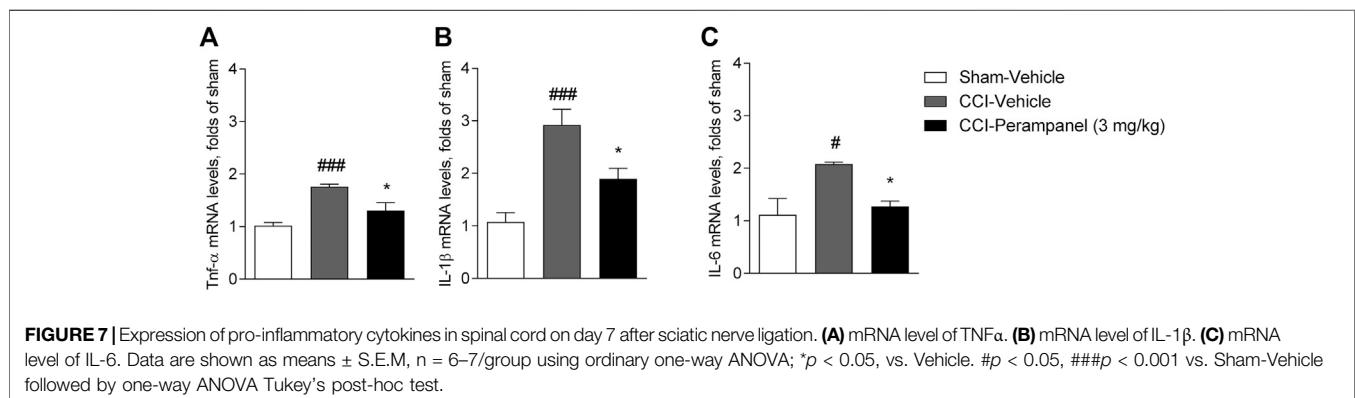 A
Tnf-α mRNA levels, folds of sham
4
3
2
1
0
###
*
B
IL-1β mRNA levels, folds of sham
4
3
2
1
0
###
*
C
IL-6 mRNA levels, folds of sham
4
3
2
1
0
#
*
Sham-Vehicle
CCI-Vehicle
CCI-Perampanel (3 mg/kg)
FIGURE 7 | Expression of pro-inflammatory cytokines in spinal cord on day 7 after sciatic nerve ligation. (A) mRNA level of TNFα. (B) mRNA level of IL-1β. (C) mRNA
level of IL-6. Data are shown as means ± S.E.M, n = 6–7/group using ordinary one-way ANOVA; *p < 0.05, vs. Vehicle. #p < 0.05, ###p < 0.001 vs. Sham-Vehicle
followed by one-way ANOVA Tukey's post-hoc test.